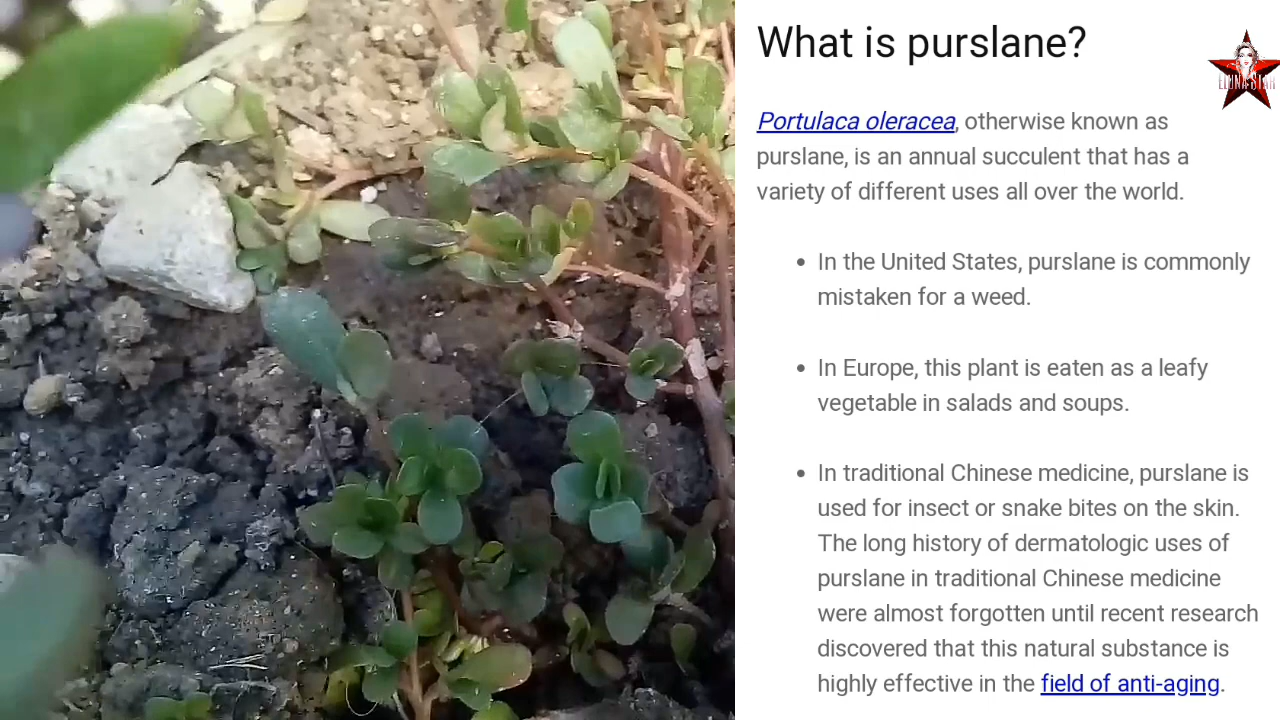 What is purslane?
Portulaca oleracea, otherwise known as
purslane, is an annual succulent that has a
variety of different uses all over the world.
• In the United States, purslane is commonly
mistaken for a weed.
• In Europe, this plant is eaten as a leafy
vegetable in salads and soups.
• In traditional Chinese medicine, purslane is
used for insect or snake bites on the skin.
The long history of dermatologic uses of
purslane in traditional Chinese medicine
were almost forgotten until recent research
discovered that this natural substance is
highly effective in the field of anti-aging.